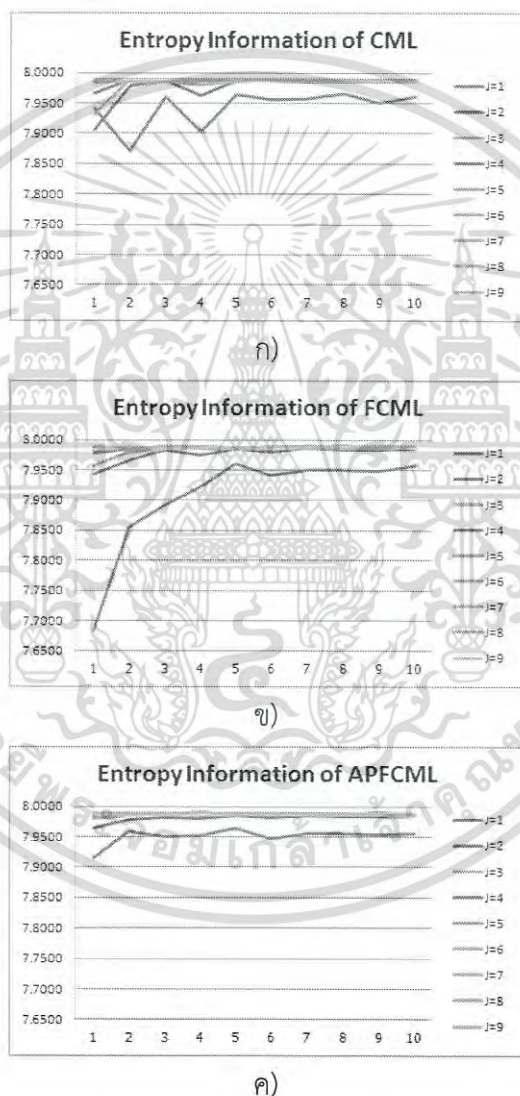 Entropy Information of CML
8.0000
7.9500
7.9000
7.8500
7.8000
7.7500
7.7000
7.6500
1 2 3 4 5 6 7 8 9 10
J=1
J=2
J=3
J=4
J=5
J=6
J=7
J=8
J=9
ก)
Entropy Information of FCML
8.0000
7.9500
7.9000
7.8500
7.8000
7.7500
7.7000
7.6500
1 2 3 4 5 6 7 8 9 10
J=1
J=2
J=3
J=4
J=5
J=6
J=7
J=8
J=9
ข)
Entropy Information of APFCML
8.0000
7.9500
7.9000
7.8500
7.8000
7.7500
7.7000
7.6500
1 2 3 4 5 6 7 8 9 10
J=1
J=2
J=3
J=4
J=5
J=6
J=7
J=8
J=9
ค)